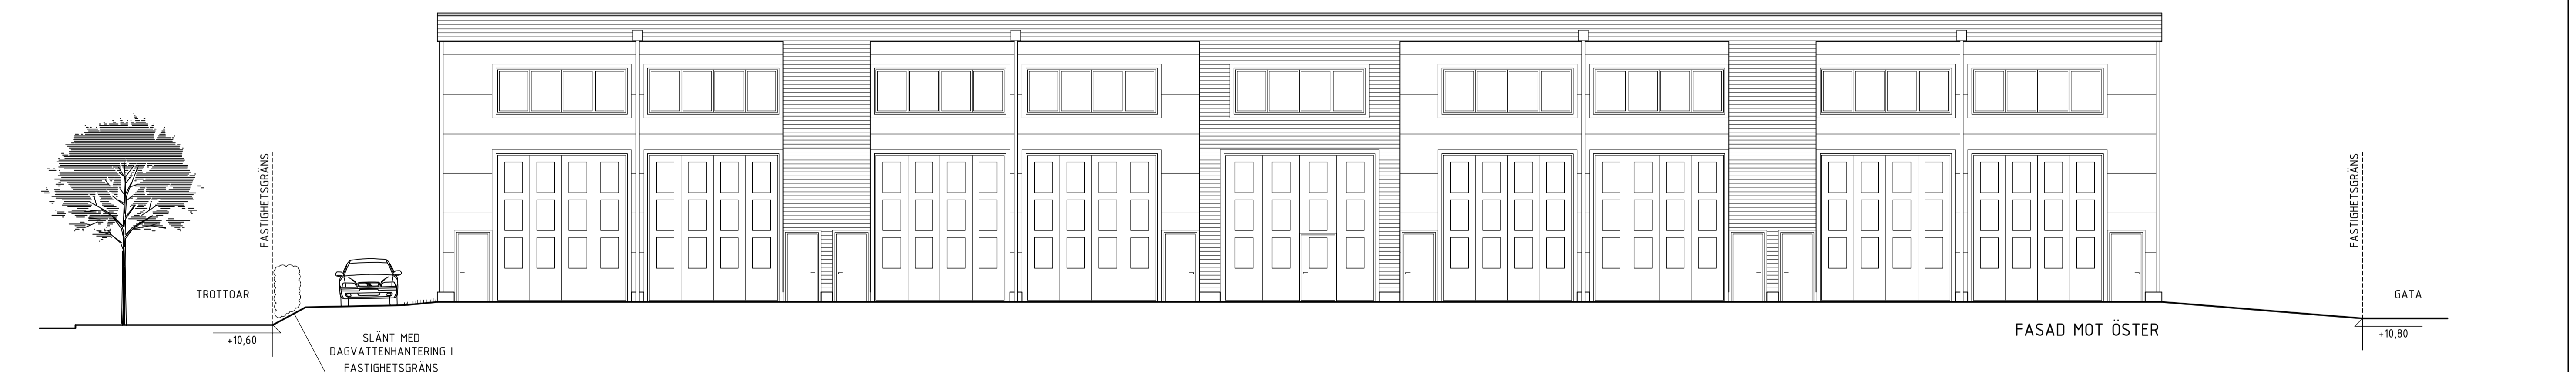 FASTIGHETSGRÄNS
TROTTOAR
+10,60
SLÄNT MED
DAGVATTENHANTERING I
FASTIGHETSGRÄNS
FASAD MOT ÖSTER
FASTIGHETSGRÄNS
GATA
+10,80